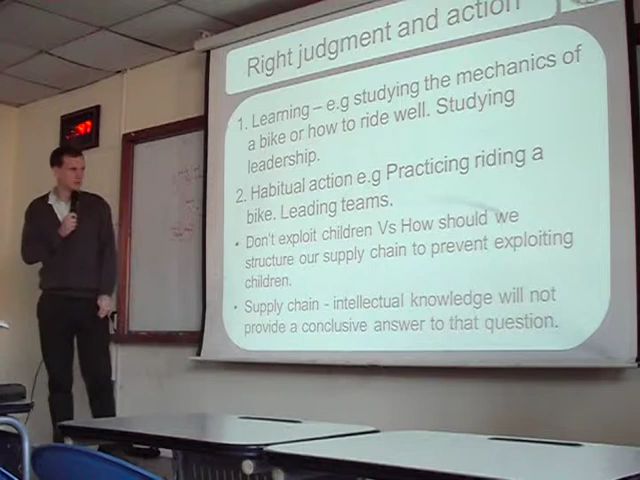 Right judgment and action
1. Learning – e.g studying the mechanics of
a bike or how to ride well. Studying
leadership.
2. Habitual action e.g Practicing riding a
bike. Leading teams.
• Don't exploit children Vs How should we
structure our supply chain to prevent exploiting
children.
• Supply chain - intellectual knowledge will not
provide a conclusive answer to that question.